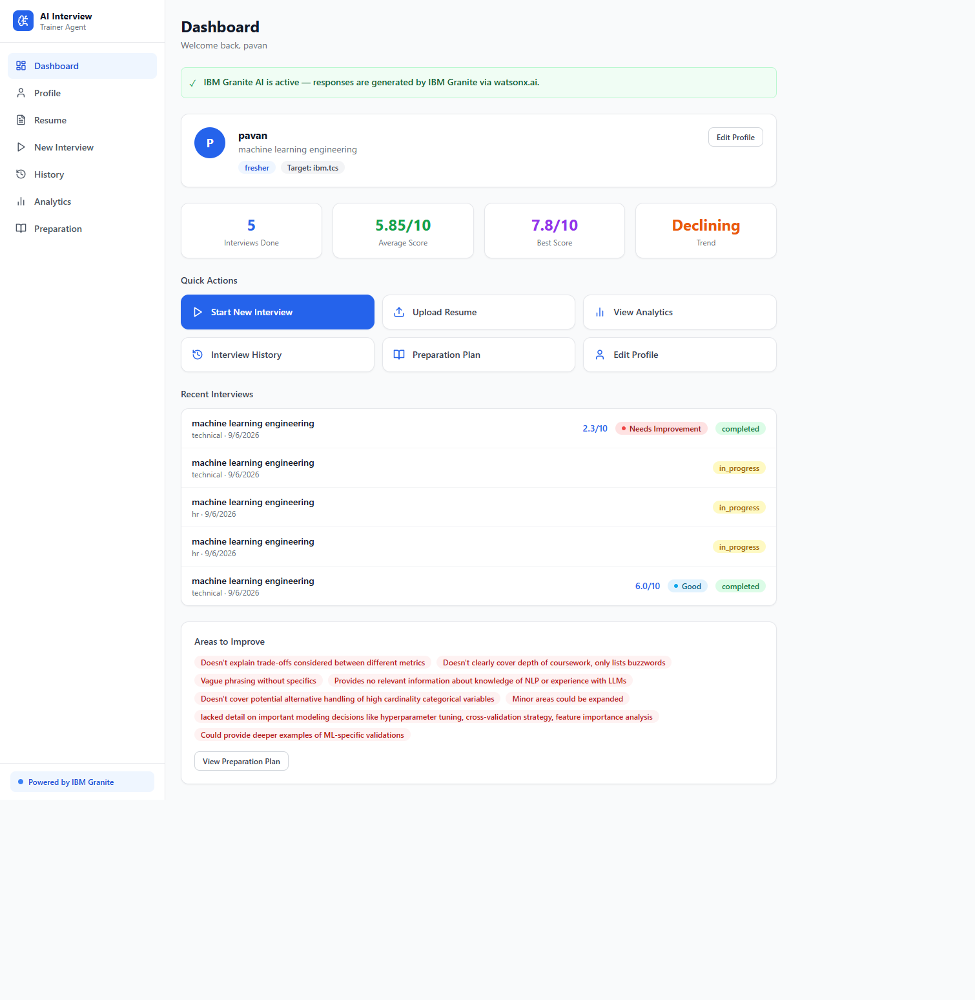 AI Interview
Trainer Agent
Dashboard
Profile
Resume
New Interview
History
Analytics
Preparation
Powered by IBM Granite
Dashboard
Welcome back, pavan
✓ IBM Granite AI is active — responses are generated by IBM Granite via watsonx.ai.
P
pavan
machine learning engineering
fresher Target: ibm.tcs
Edit Profile
5
Interviews Done
5.85/10
Average Score
7.8/10
Best Score
Declining
Trend
Quick Actions
Start New Interview
Upload Resume
View Analytics
Interview History
Preparation Plan
Edit Profile
Recent Interviews
machine learning engineering
technical · 9/6/2026
2.3/10 Needs Improvement completed
machine learning engineering
technical · 9/6/2026
in_progress
machine learning engineering
hr · 9/6/2026
in_progress
machine learning engineering
hr · 9/6/2026
in_progress
machine learning engineering
technical · 9/6/2026
6.0/10 Good completed
Areas to Improve
Doesn't explain trade-offs considered between different metrics Doesn't clearly cover depth of coursework, only lists buzzwords
Vague phrasing without specifics Provides no relevant information about knowledge of NLP or experience with LLMs
Doesn't cover potential alternative handling of high cardinality categorical variables Minor areas could be expanded
lacked detail on important modeling decisions like hyperparameter tuning, cross-validation strategy, feature importance analysis
Could provide deeper examples of ML-specific validations
View Preparation Plan